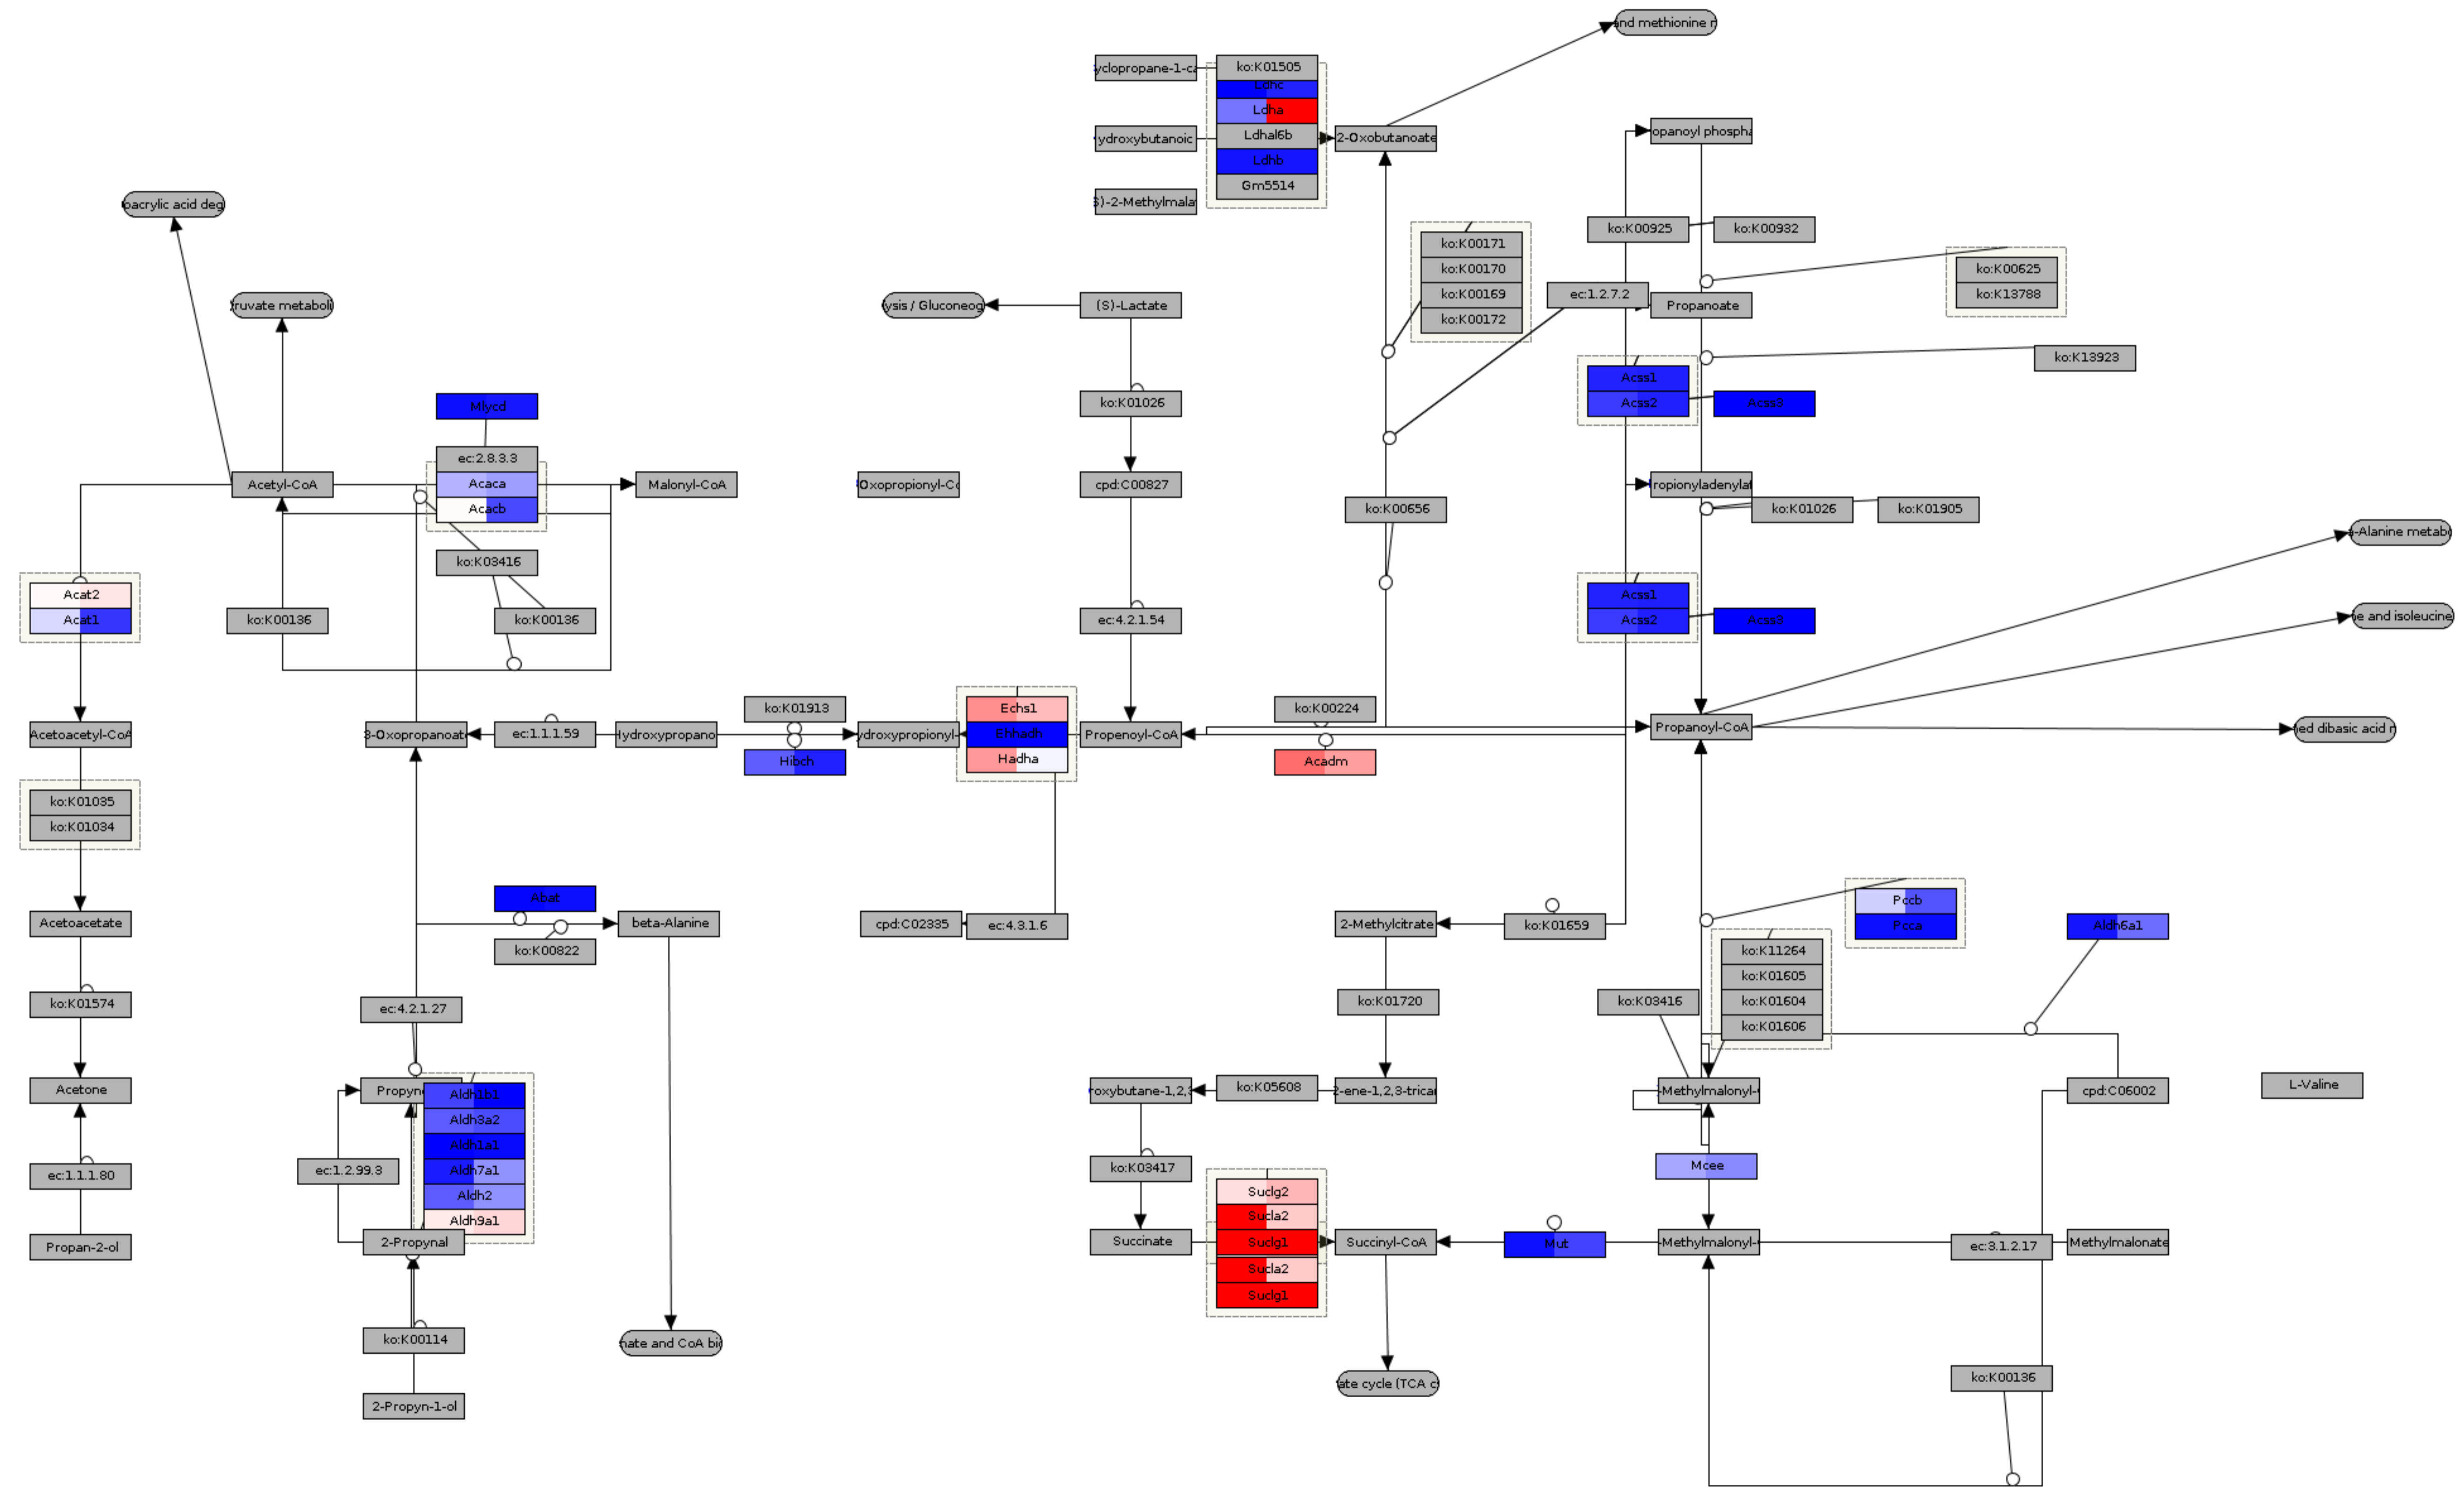 and methionine
ko:K01505
Ldhc
Ldha
Ldhal6b
Ldhb
Gm5514
ydroxybutanoic
2-Oxobutanoate
)-2-Methylmala
opanoyl phospha
ko:K00925
ko:K00932
ko:K00171
ko:K00170
ko:K00169
ko:K00172
ko:K00625
ko:K13788
oacrylic acid deg
ruvate metaboli
ysis / Gluconeog
(S)-Lactate
ec:1.2.7.2
Propanoate
ko:K13923
Acss1
Acss2
Acss3
Mlycd
ko:K01026
ec:2.8.3.3
Acaca
Acacb
Acetyl-CoA
Malonyl-CoA
Oxopropionyl-Co
cpd:C00827
ropionyladenylat
ko:K00656
ko:K01026
ko:K01905
-Alanine metabo
ko:K03416
Acat2
Acat1
ko:K00136
ko:K00136
ec:4.2.1.54
Acss1
Acss2
Acss3
e and isoleucine
ko:K01913
Echs1
Ehhadh
Hadha
ko:K00224
Acetoacetyl-CoA
3-Oxopropanoat
ec:1.1.1.59
Hydroxypropano
ydroxypropionyl-
Propenoyl-CoA
Propanoyl-CoA
ed dibasic acid
Hibch
Acadm
ko:K01035
ko:K01034
Abat
Pccb
Pcca
Acetoacetate
ko:K00822
beta-Alanine
cpd:C02335
ec:4.3.1.6
2-Methylcitrate
ko:K01659
Aldh6a1
ko:K11264
ko:K01605
ko:K01604
ko:K01606
ko:K01574
ec:4.2.1.27
ko:K01720
ko:K03416
Acetone
Propyn
Aldh1b1
Aldh3a2
Aldh1a1
Aldh7a1
Aldh2
Aldh9a1
roxybutane-1,2,3
ko:K05608
2-ene-1,2,3-trica
-Methylmalonyl-
cpd:C06002
L-Valine
ec:1.1.1.80
ec:1.2.99.3
ko:K03417
Mcee
Suclg2
Sucla2
Suclg1
Sucla2
Suclg1
Propan-2-ol
2-Propynal
Succinate
Succinyl-CoA
Mut
-Methylmalonyl-
ec:3.1.2.17
Methylmalonate
ko:K00114
nate and CoA bi
ate cycle (TCA c
ko:K00136
2-Propyn-1-ol